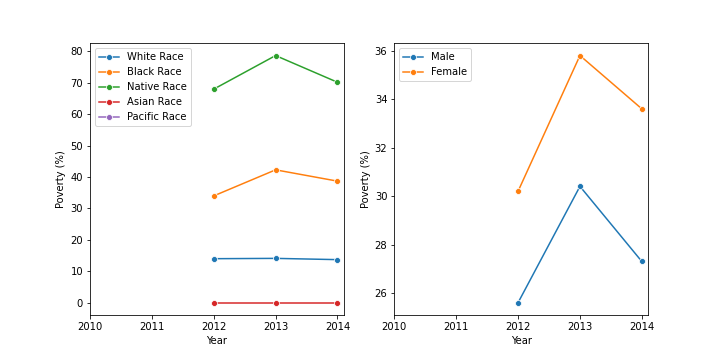 White Race
Black Race
Native Race
Asian Race
Pacific Race
80
70
60
50
40
30
20
10
0
Poverty (%)
2010 2011 2012 2013 2014
Year
Male
Female
36
34
32
30
28
26
Poverty (%)
2010 2011 2012 2013 2014
Year